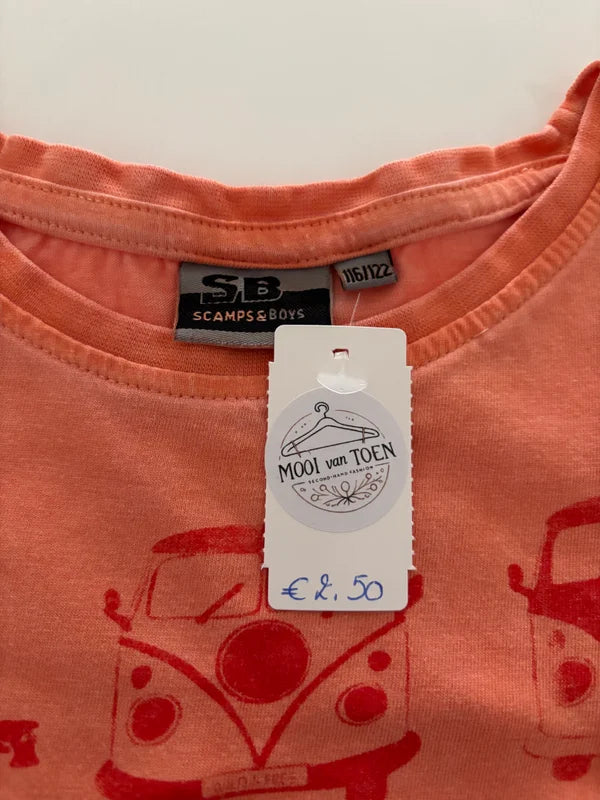 SB
SCAMPS&BOYS
116/122
MOOI van TOEN
SECOND-HAND FASHION
€ 2.50